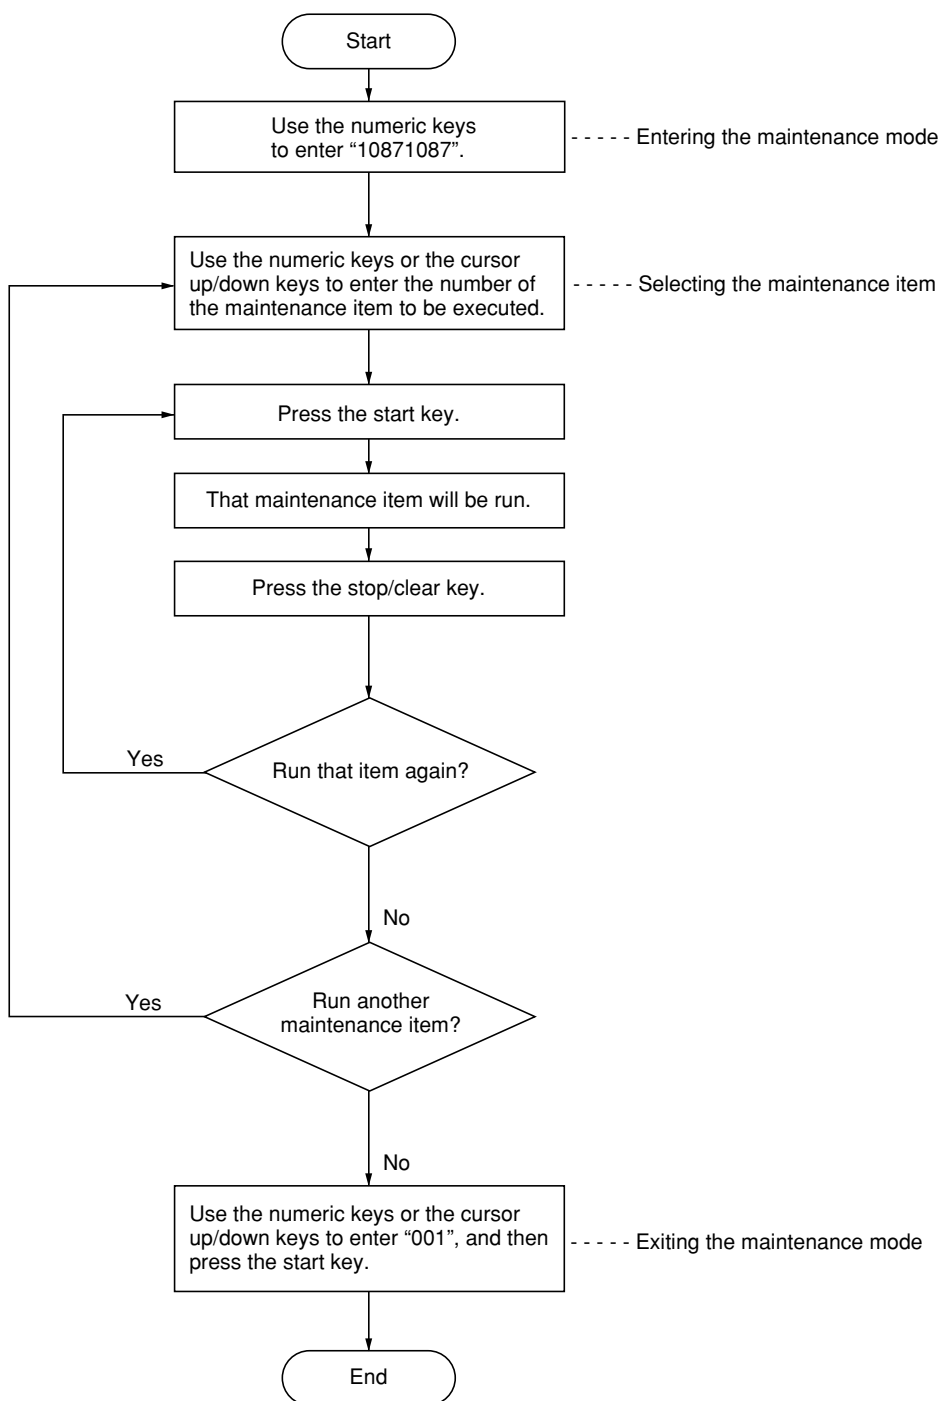 Start
Use the numeric keys
to enter “10871087”.
- - - - - Entering the maintenance mode
Use the numeric keys or the cursor
up/down keys to enter the number of
the maintenance item to be executed.
- - - - - Selecting the maintenance item
Press the start key.
That maintenance item will be run.
Press the stop/clear key.
Yes
Run that item again?
No
Yes
Run another
maintenance item?
No
Use the numeric keys or the cursor
up/down keys to enter “001”, and then
press the start key.
- - - - - Exiting the maintenance mode
End